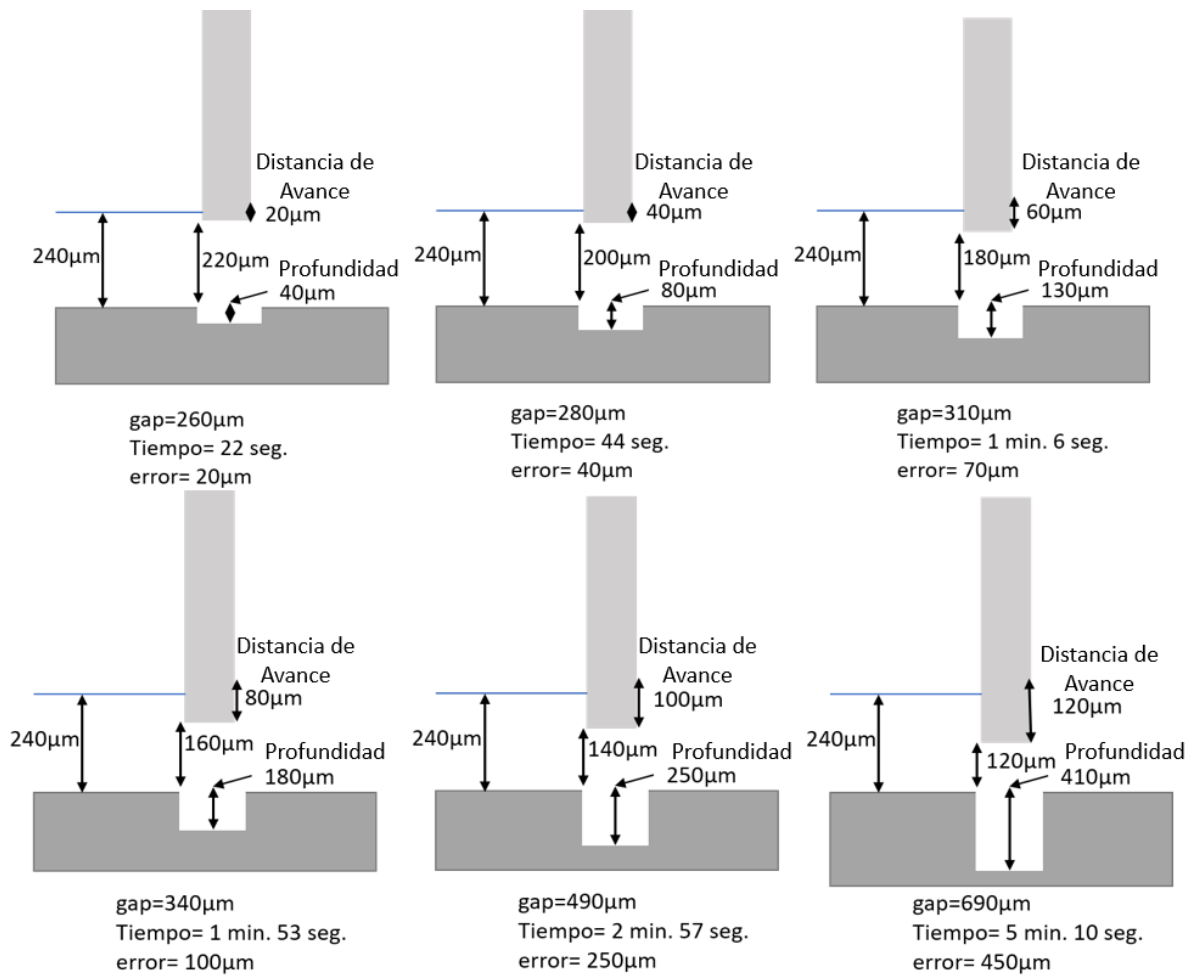 Distancia de
Avance
20µm
240µm
220µm
Profundidad
40µm
gap=260µm
Tiempo= 22 seg.
error= 20µm
Distancia de
Avance
40µm
240µm
200µm
Profundidad
80µm
gap=280µm
Tiempo= 44 seg.
error= 40µm
Distancia de
Avance
60µm
240µm
180µm
Profundidad
130µm
gap=310µm
Tiempo= 1 min. 6 seg.
error= 70µm
Distancia de
Avance
80µm
240µm
160µm
Profundidad
180µm
gap=340µm
Tiempo= 1 min. 53 seg.
error= 100µm
Distancia de
Avance
100µm
240µm
140µm
Profundidad
250µm
gap=490µm
Tiempo= 2 min. 57 seg.
error= 250µm
Distancia de
Avance
120µm
240µm
120µm
Profundidad
410µm
gap=690µm
Tiempo= 5 min. 10 seg.
error= 450µm